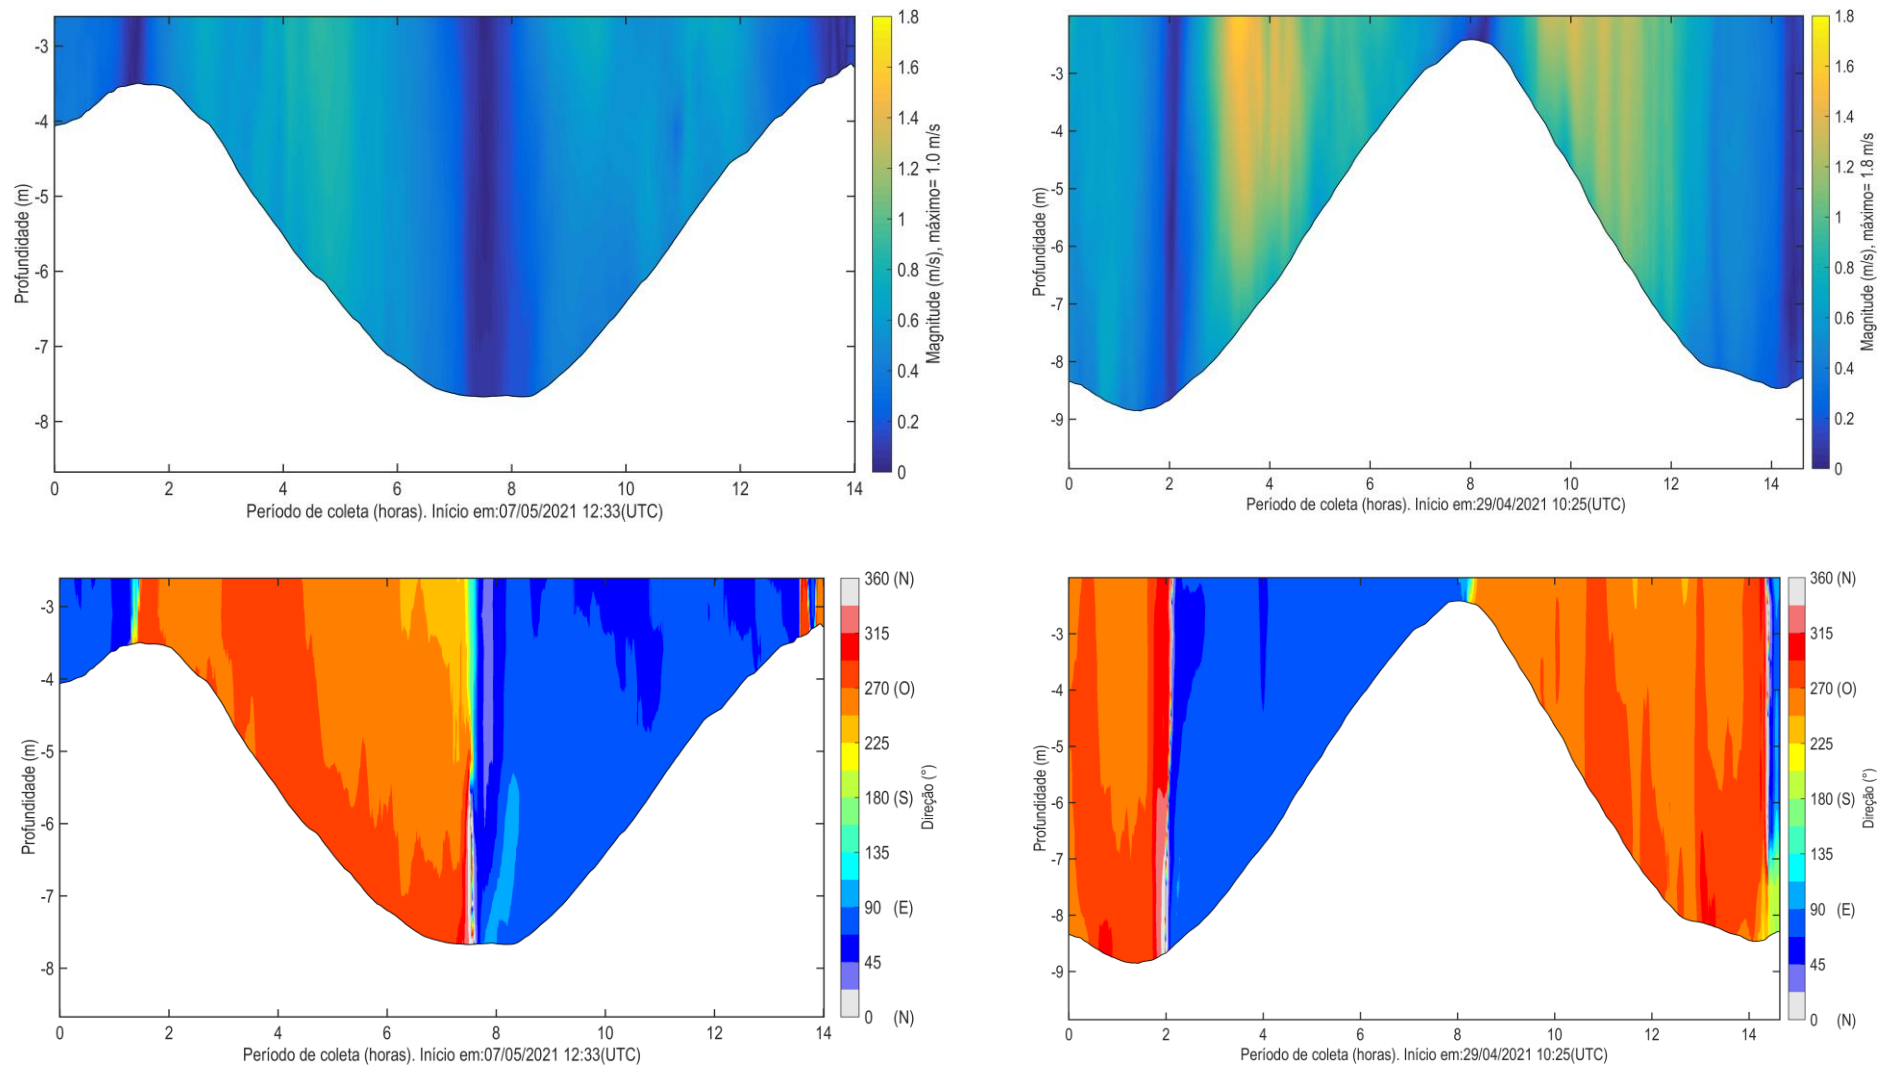 -3
-4
-5
-6
-7
-8
Profundidade (m)
0 2 4 6 8 10 12 14
Período de coleta (horas). Início em:07/05/2021 12:33(UTC)
1.8
1.6
1.4
1.2
1
0.8
0.6
0.4
0.2
0
Magnitude (m/s), máximo= 1.0 m/s
-3
-4
-5
-6
-7
-8
-9
Profundidade (m)
0 2 4 6 8 10 12 14
Período de coleta (horas). Início em:29/04/2021 10:25(UTC)
1.8
1.6
1.4
1.2
1
0.8
0.6
0.4
0.2
0
Magnitude (m/s), máximo= 1.8 m/s
-3
-4
-5
-6
-7
-8
Profundidade (m)
0 2 4 6 8 10 12 14
Período de coleta (horas). Início em:07/05/2021 12:33(UTC)
360 (N)
315
270 (O)
225
180 (S)
135
90 (E)
45
0 (N)
Direção (°)
-3
-4
-5
-6
-7
-8
-9
Profundidade (m)
0 2 4 6 8 10 12 14
Período de coleta (horas). Início em:29/04/2021 10:25(UTC)
360 (N)
315
270 (O)
225
180 (S)
135
90 (E)
45
0 (N)
Direção (°)